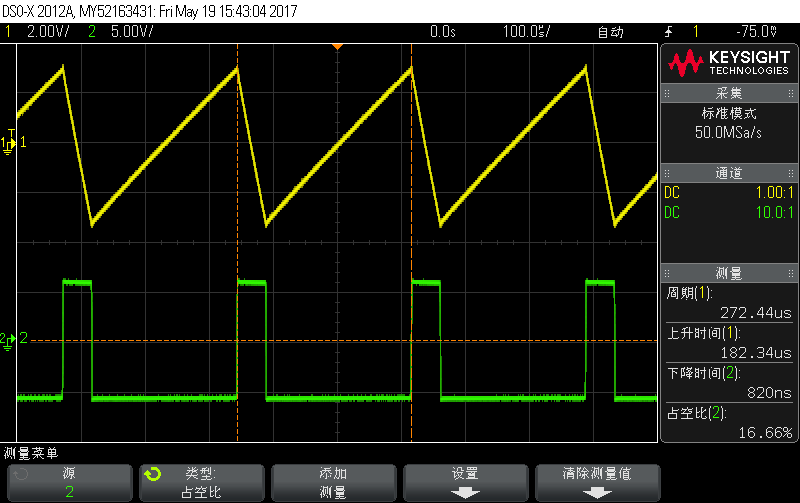 DSO-X 2012A, MY52163431: Fri May 19 15:43:04 2017
1 2.00V/ 2 5.00V/ 0.0s 100.0us/ 自动 1 -75.0mV
KEYSIGHT
TECHNOLOGIES
采集
标准模式
50.0MSa/s
通道
DC 1.00:1
DC 10.0:1
测量
周期(1):
272.44us
上升时间(1):
182.34us
下降时间(2):
820ns
占空比(2):
16.66%
T
1 1
2 2
测量菜单
源
2
类型:
占空比
添加
测量
设置
清除测量值